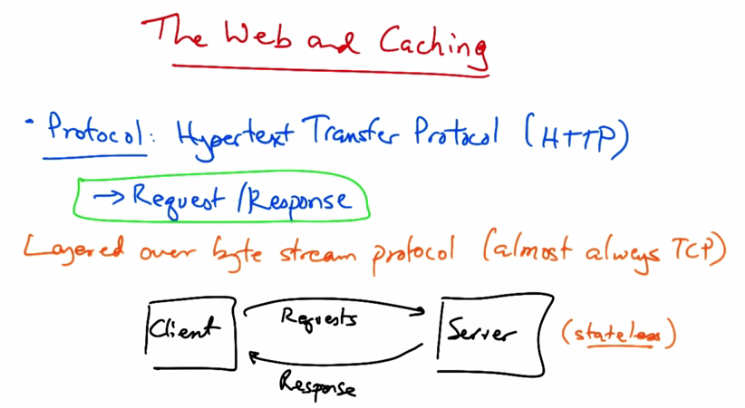 The Web and Caching
• Protocol: Hypertext Transfer Protocol (HTTP)
→ Request/Response
Layered over byte stream protocol (almost always TCP)
Client
Requests
Server
(stateless)
Response